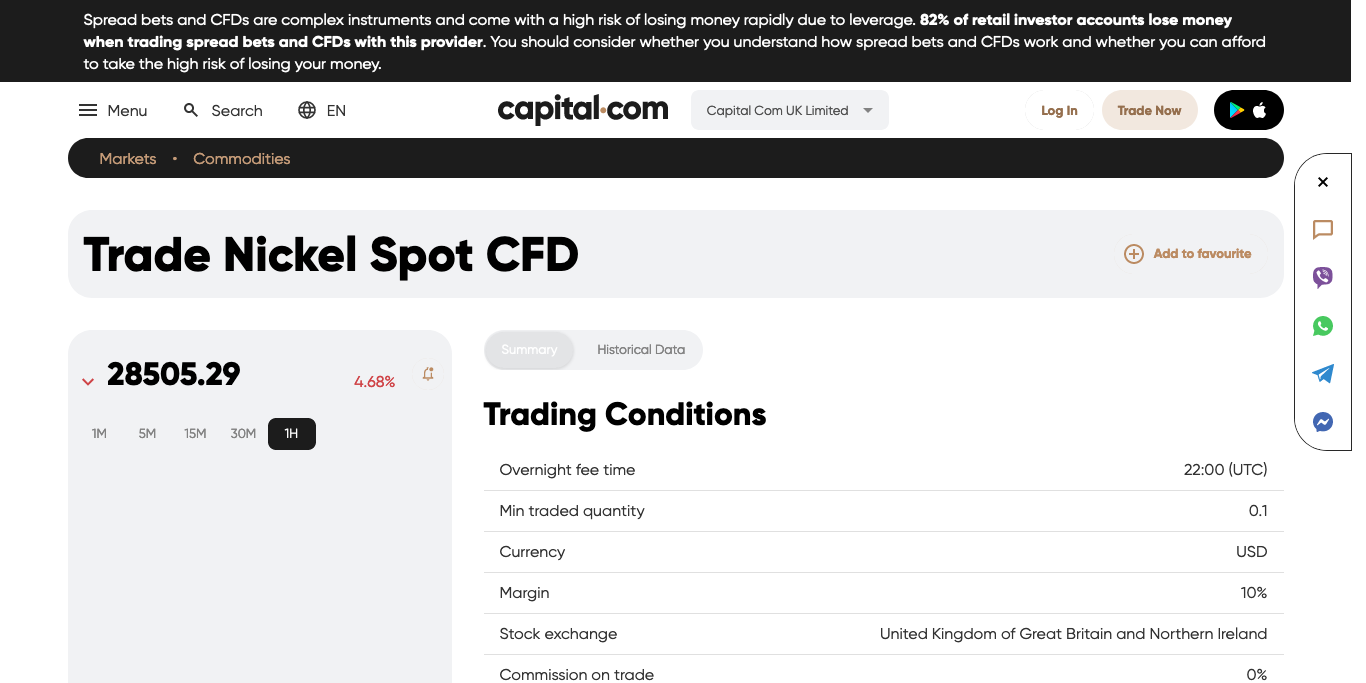 Spread bets and CFDs are complex instruments and come with a high risk of losing money rapidly due to leverage. 82% of retail investor accounts lose money
when trading spread bets and CFDs with this provider. You should consider whether you understand how spread bets and CFDs work and whether you can afford
to take the high risk of losing your money.
Menu Search EN capital.com Capital Com UK Limited Log In Trade Now
Markets • Commodities
Trade Nickel Spot CFD Add to favourite
28505.29 4.68%
1M 5M 15M 30M 1H
Summary Historical Data
Trading Conditions
Overnight fee time 22:00 (UTC)
Min traded quantity 0.1
Currency USD
Margin 10%
Stock exchange United Kingdom of Great Britain and Northern Ireland
Commission on trade 0%